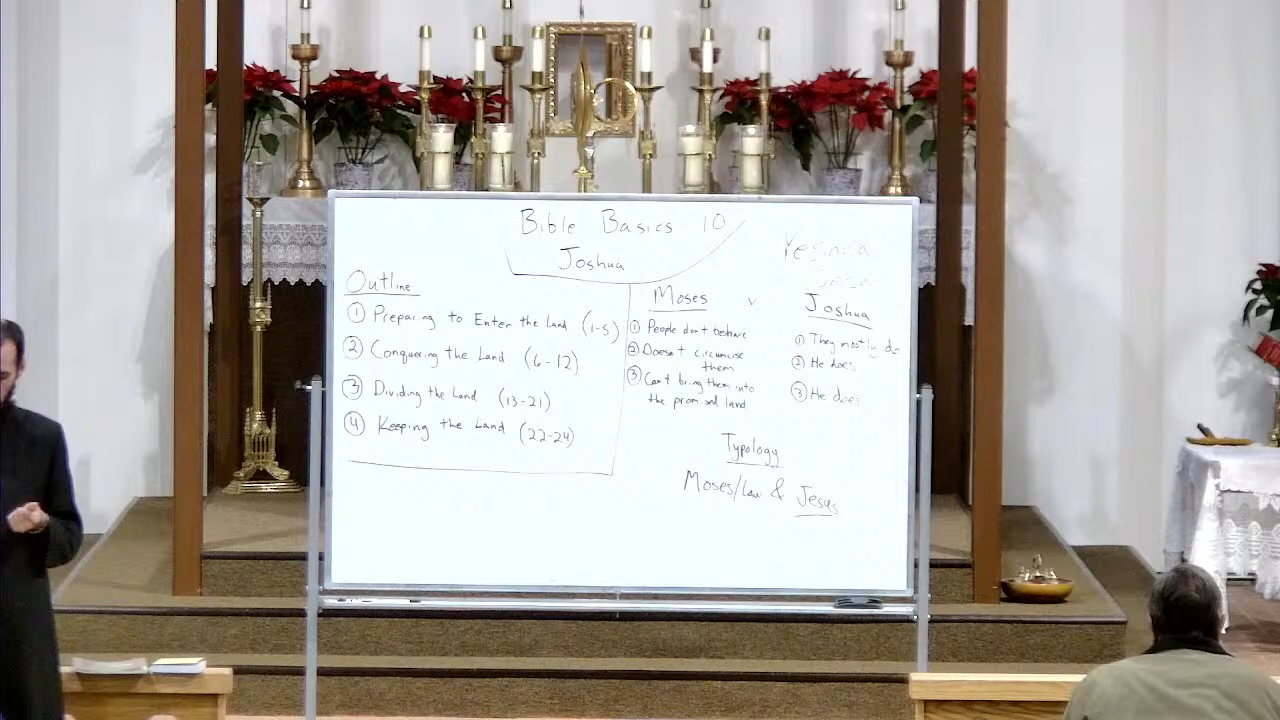 Bible Basics 10
Joshua
Outline
① Preparing to Enter the Land (1-5)
② Conquering the Land (6-12)
③ Dividing the Land (13-21)
④ Keeping the Land (22-24)
Moses v Joshua
① People don't behave
② Doesn't circumcise
them
③ Can't bring them into
the promised land
① They mostly do
② He does
③ He does
Typology
Moses/Law & Jesus